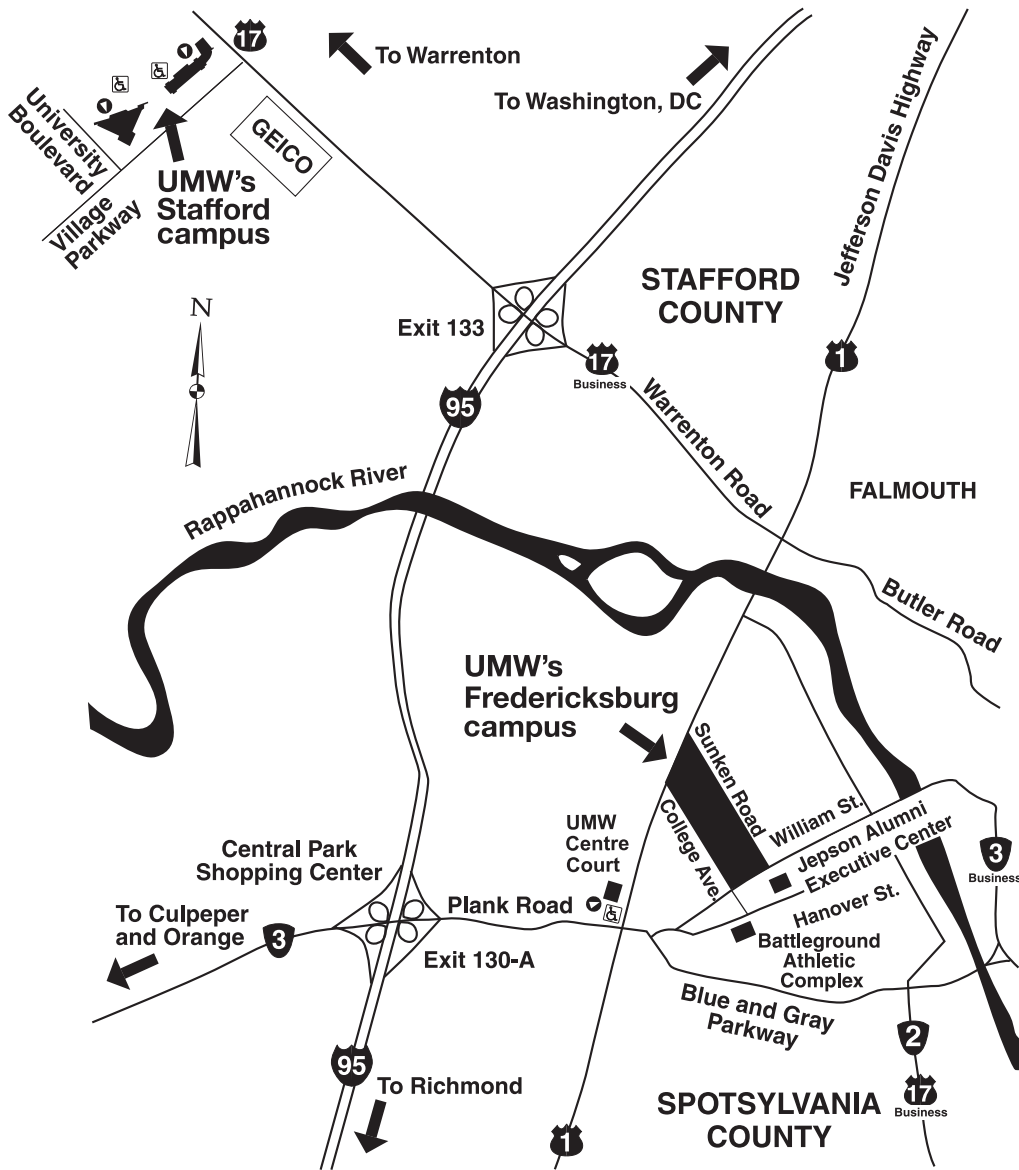 17
To Warrenton
To Washington, DC
Jefferson Davis Highway
University
Boulevard
GEICO
UMW's
Stafford
campus
Village
Parkway
STAFFORD
COUNTY
N
Exit 133
17
Business
1
95
Warrenton Road
Rappahannock River
FALMOUTH
Butler Road
UMW's
Fredericksburg
campus
Sunken Road
College Ave.
William St.
UMW
Centre
Court
Jepson Alumni
Executive Center
3
Business
Central Park
Shopping Center
Plank Road
Hanover St.
To Culpeper
and Orange
3
Exit 130-A
Battleground
Athletic
Complex
Blue and Gray
Parkway
2
95
To Richmond
17
Business
SPOTSYLVANIA
COUNTY
1